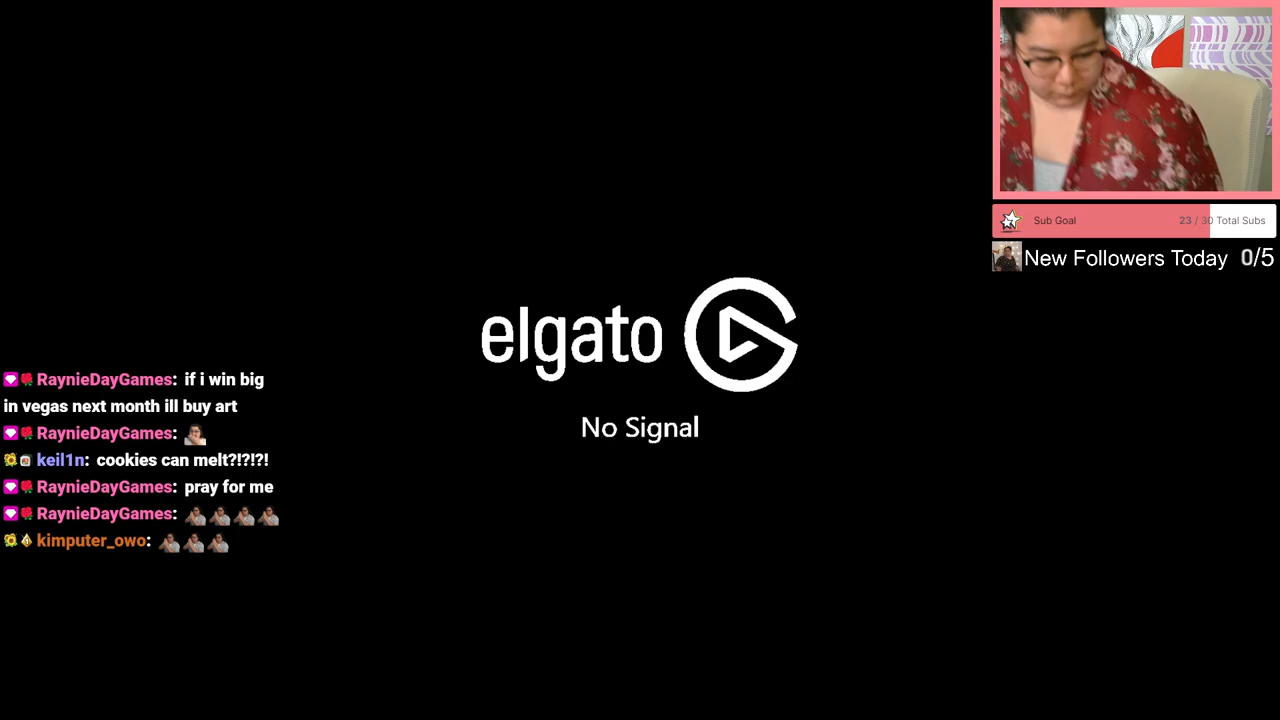 Sub Goal 23 / 30 Total Subs
New Followers Today 0/5
elgato
No Signal
RaynieDayGames: if i win big
in vegas next month ill buy art
RaynieDayGames:
keil1n: cookies can melt?!?!?!
RaynieDayGames: pray for me
RaynieDayGames:
kimputer_owo: